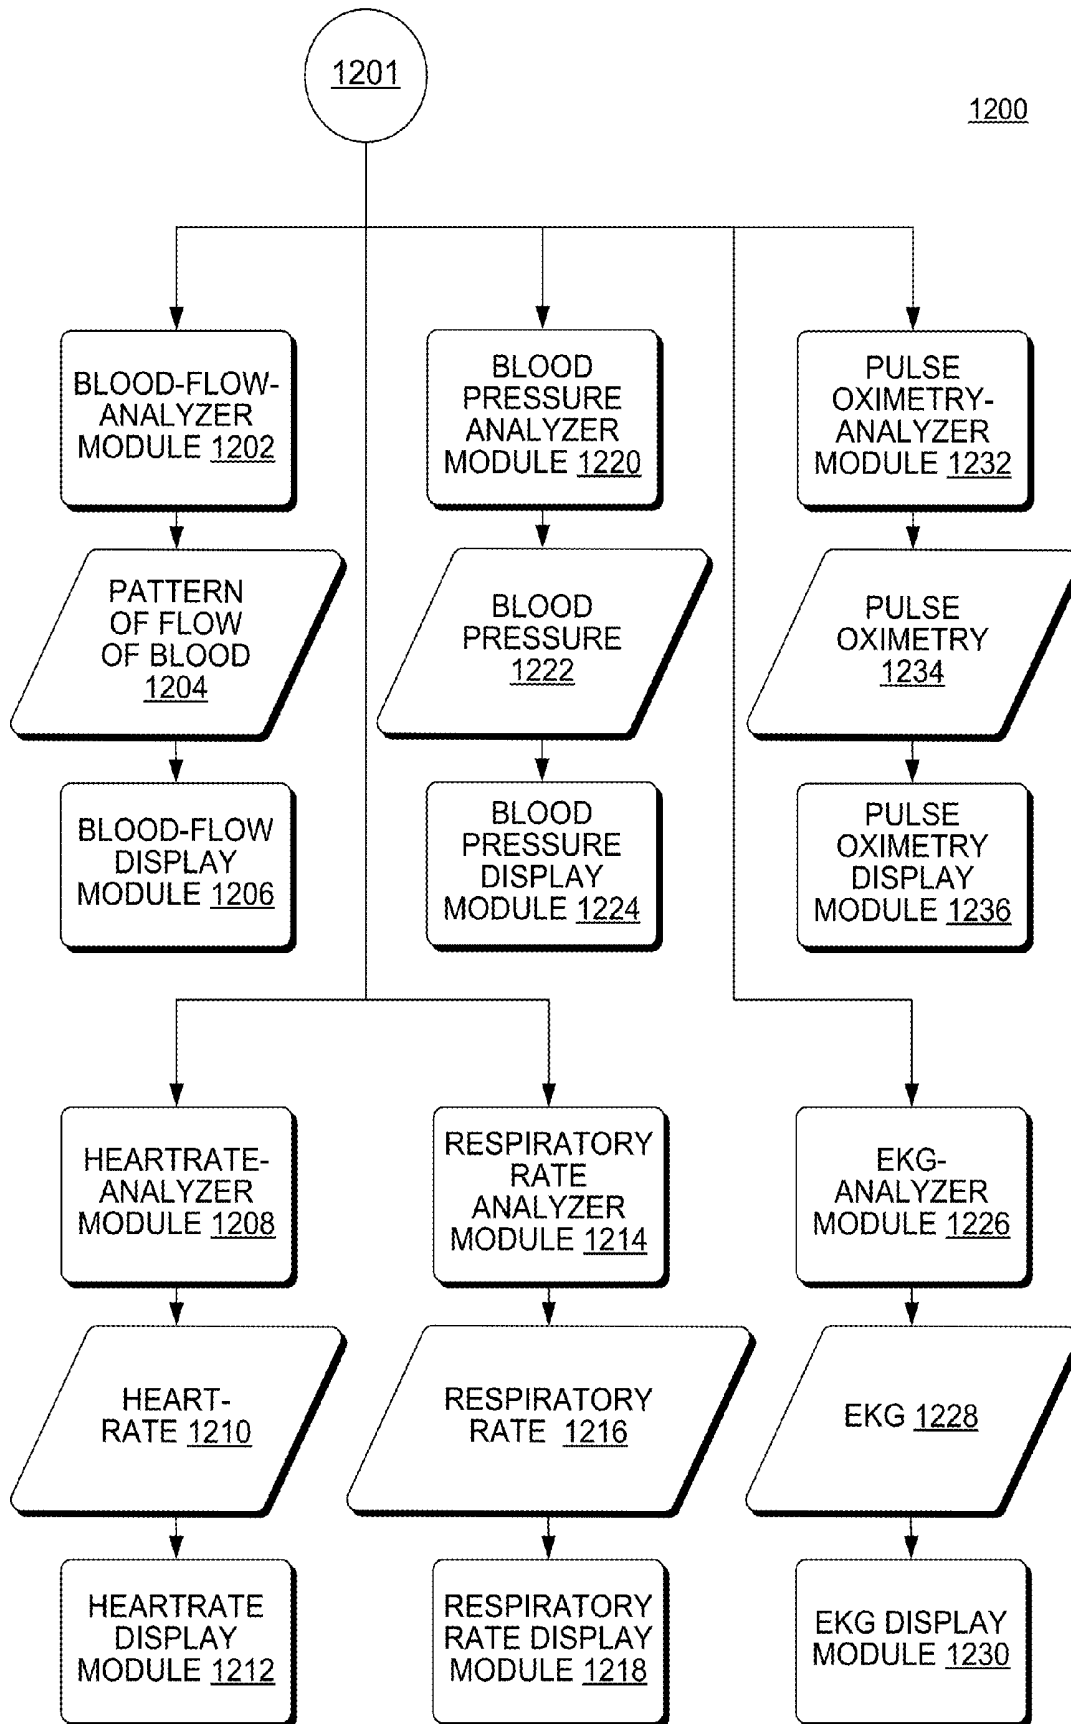 1201
1200
BLOOD-FLOW-
ANALYZER
MODULE 1202
BLOOD
PRESSURE
ANALYZER
MODULE 1220
PULSE
OXIMETRY-
ANALYZER
MODULE 1232
PATTERN
OF FLOW
OF BLOOD
1204
BLOOD
PRESSURE
1222
PULSE
OXIMETRY
1234
BLOOD-FLOW
DISPLAY
MODULE 1206
BLOOD
PRESSURE
DISPLAY
MODULE 1224
PULSE
OXIMETRY
DISPLAY
MODULE 1236
HEARTRATE-
ANALYZER
MODULE 1208
RESPIRATORY
RATE
ANALYZER
MODULE 1214
EKG-
ANALYZER
MODULE 1226
HEART-
RATE 1210
RESPIRATORY
RATE 1216
EKG 1228
HEARTRATE
DISPLAY
MODULE 1212
RESPIRATORY
RATE DISPLAY
MODULE 1218
EKG DISPLAY
MODULE 1230